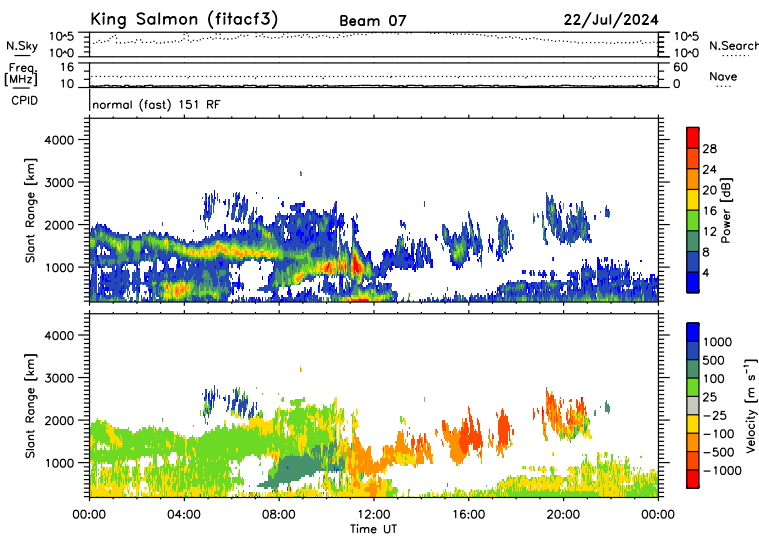 King Salmon (fitacf3) Beam 07 22/Jul/2024
N.Sky 10^5 10^0 10^5 10^0 N.Search
Freq. [MHz] 16 10 60 0 Nave
CPID normal (fast) 151 RF
Slant Range [km] 4000 3000 2000 1000
Power [dB] 28 24 20 16 12 8 4
Slant Range [km] 4000 3000 2000 1000
Velocity [m s⁻¹] 1000 500 100 25 −25 −100 −500 −1000
00:00 04:00 08:00 12:00 16:00 20:00 00:00
Time UT